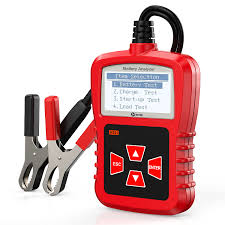 Battery Analyzer
Item Selection
1.Battery Test
2.Charge Test
3.Start-up Test
4.Load Test
ESC
ENTER